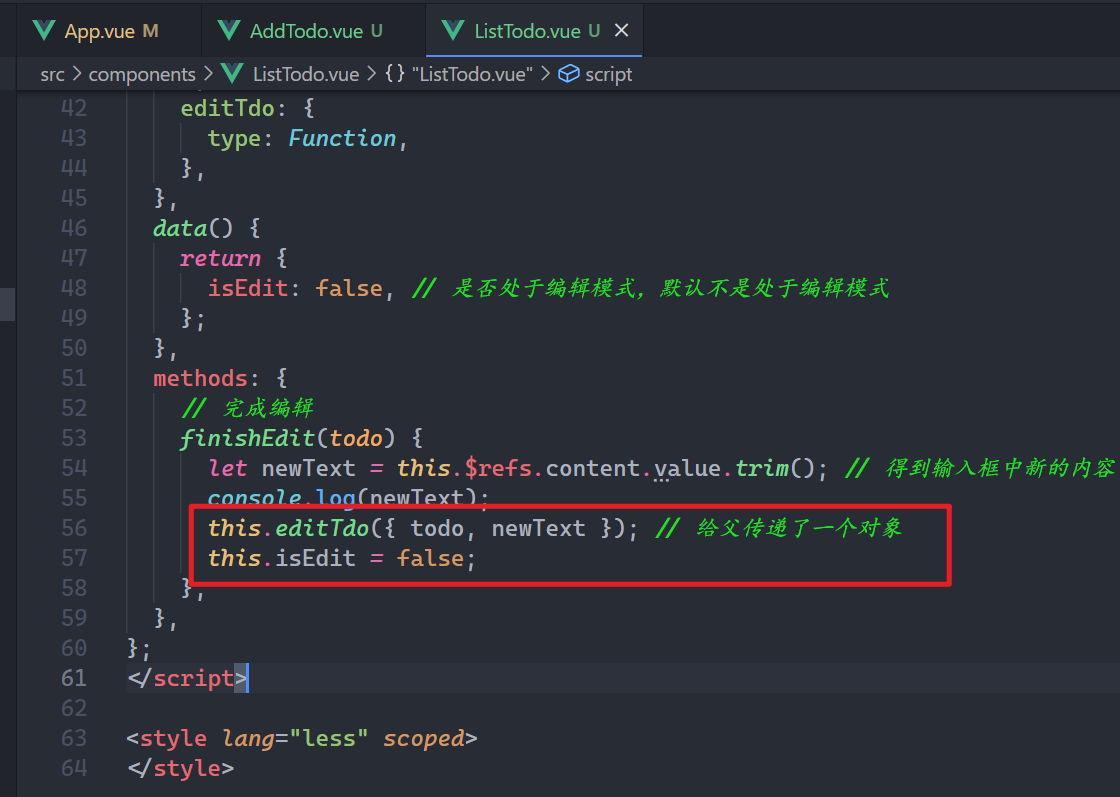 App.vue M AddTodo.vue U ListTodo.vue U ×
src > components > ListTodo.vue > {} "ListTodo.vue" > script
42 editTdo: {
43 type: Function,
44 },
45 },
46 data() {
47 return {
48 isEdit: false, // 是否处于编辑模式，默认不是处于编辑模式
49 };
50 },
51 methods: {
52 // 完成编辑
53 finishEdit(todo) {
54 let newText = this.$refs.content.value.trim(); // 得到输入框中新的内容
55 console.log(newText);
56 this.editTdo({ todo, newText }); // 给父传递了一个对象
57 this.isEdit = false;
58 },
59 },
60 };
61 </script>
62
63 <style lang="less" scoped>
64 </style>